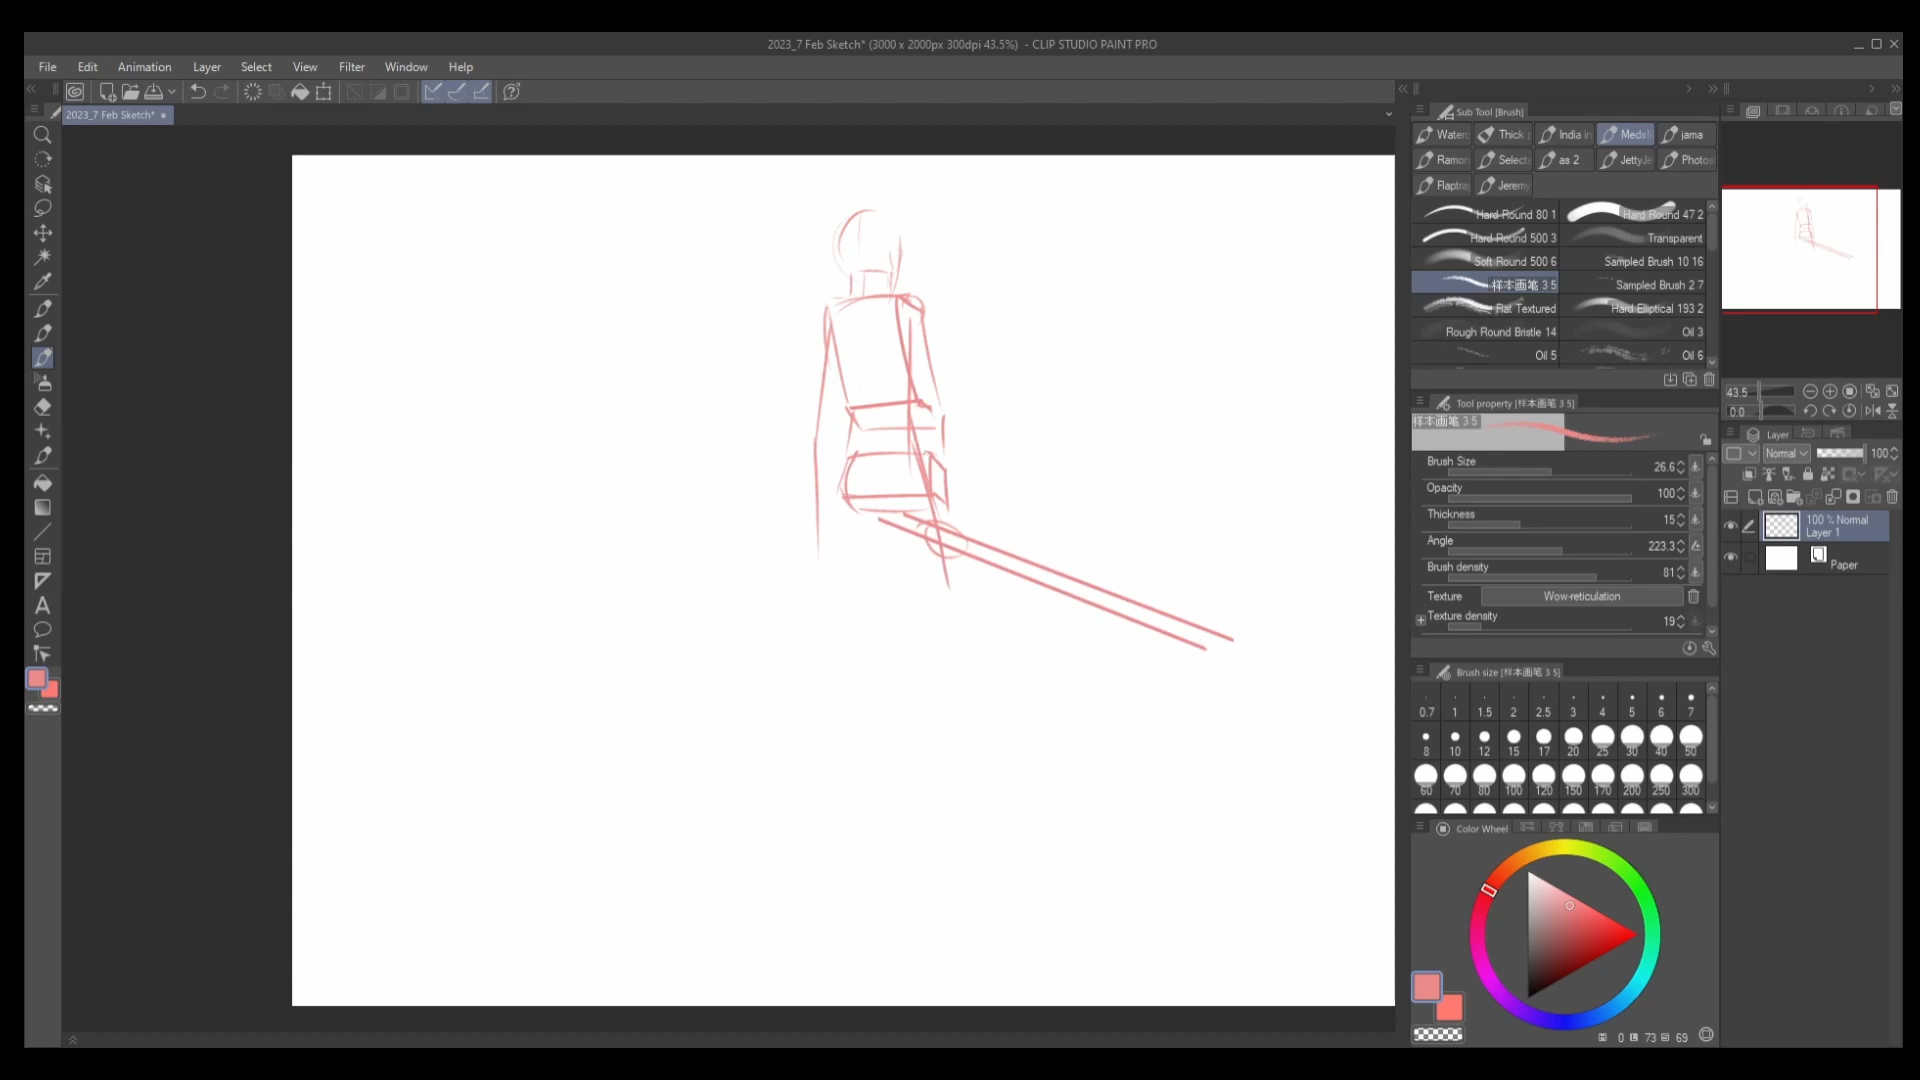 2023_7 Feb Sketch* (3000 x 2000px 300dpi 43.5%)  - CLIP STUDIO PAINT PRO
File Edit Animation Layer Select View Filter Window Help
2023_7 Feb Sketch*
Sub Tool [Brush]
Waterc Thick India in jama
Ramon Select as 2 JettyJe Photos
Flaptra Jeremy
Hard Round 80 1 Hard Round 47 2
Hard Round 500 3 Transparent
Soft Round 500 6 Sampled Brush 10 16
样本画笔 3 5 Sampled Brush 2 7
Flat Textured Hard Elliptical 193 2
Rough Round Bristle 14 Oil 3
Oil 5 Oil 6
Tool property [样本画笔 3 5]
样本画笔 3 5
Brush Size 26.6
Opacity 100
Thickness 15
Angle 223.3
Brush density 81
Texture Wow-reticulation
Texture density 19
Brush size [样本画笔 3 5]
0.7 1 1.5 2 2.5 3 4 5 6 7
8 10 12 15 17 20 25 30 40 50
60 70 80 100 120 150 170 200 250 300
Color Wheel
0 73 69
43.5
0.0
Layer
Normal 100
100 % Normal
Layer 1
Paper